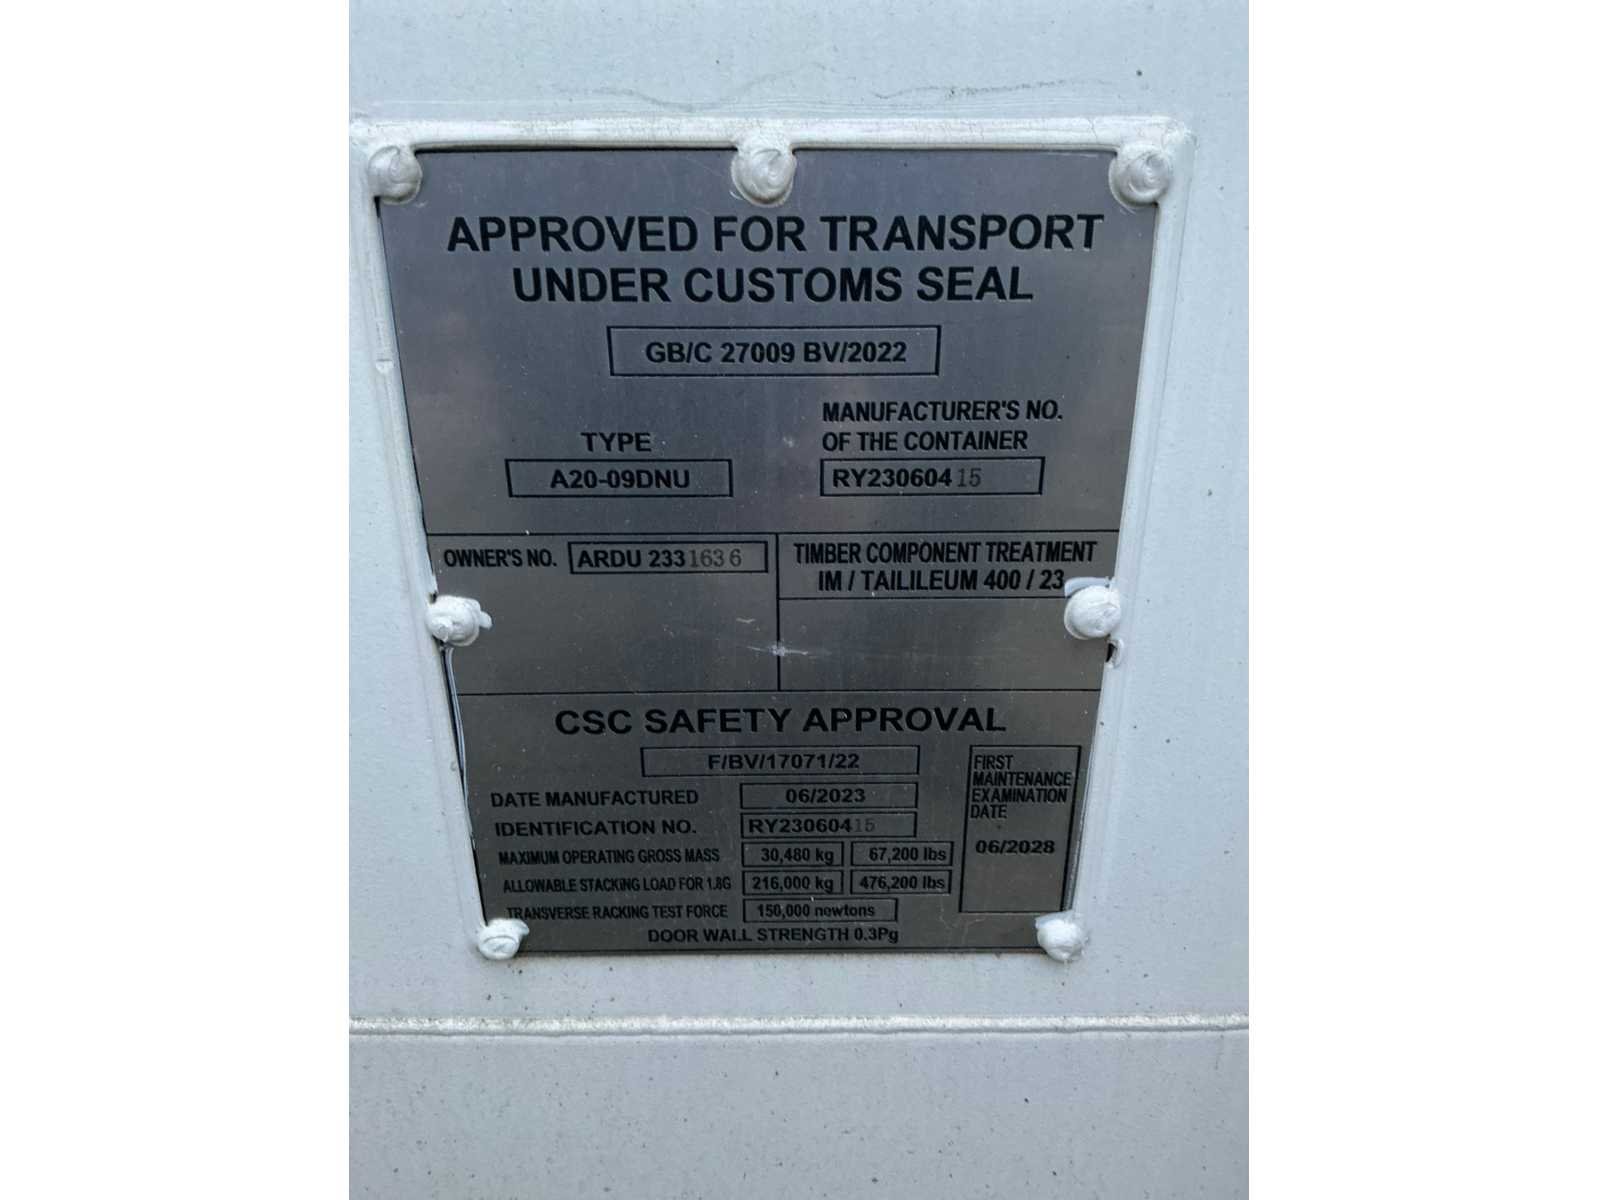 APPROVED FOR TRANSPORT
UNDER CUSTOMS SEAL
GB/C 27009 BV/2022
TYPE
A20-09DNU
MANUFACTURER'S NO.
OF THE CONTAINER
RY23060415
OWNER'S NO. ARDU 2331636
TIMBER COMPONENT TREATMENT
IM / TAILILEUM 400 / 23
CSC SAFETY APPROVAL
F/BV/17071/22
DATE MANUFACTURED 06/2023
IDENTIFICATION NO. RY23060415
MAXIMUM OPERATING GROSS MASS 30,480 kg 67,200 lbs
ALLOWABLE STACKING LOAD FOR 1.8G 216,000 kg 476,200 lbs
TRANSVERSE RACKING TEST FORCE 150,000 newtons
DOOR WALL STRENGTH 0.3Pg
FIRST
MAINTENANCE
EXAMINATION
DATE
06/2028